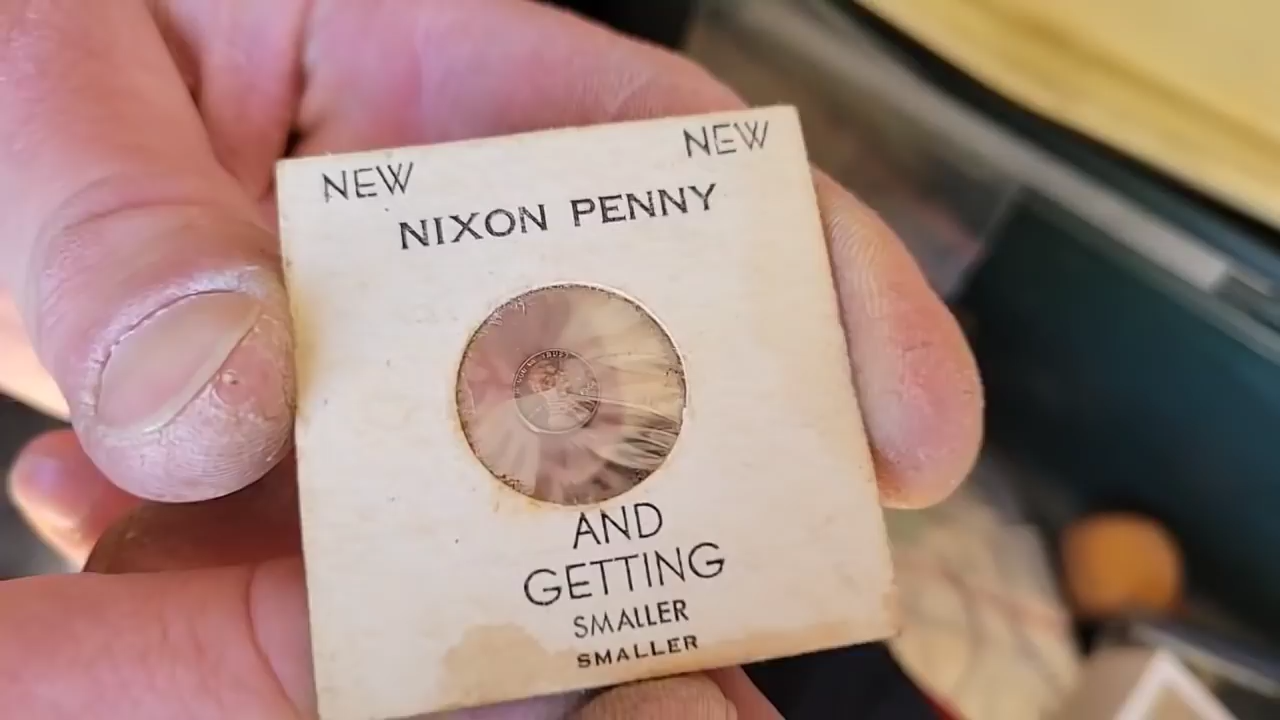 NEW NEW
NIXON PENNY
AND
GETTING
SMALLER
SMALLER